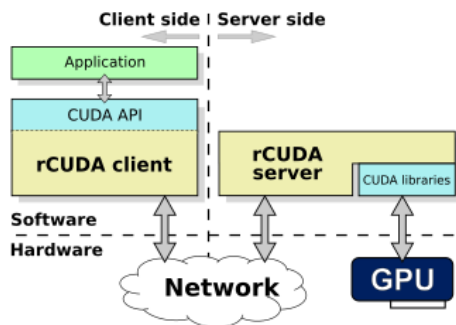 Client side
Server side
Application
CUDA API
rCUDA client
rCUDA
server
CUDA libraries
Software
Hardware
Network
GPU